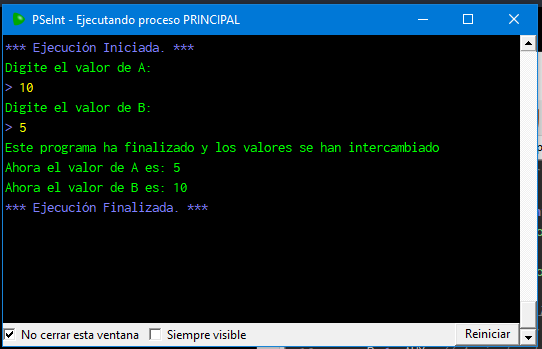 PSeInt - Ejecutando proceso PRINCIPAL
*** Ejecución Iniciada. ***
Digite el valor de A:
> 10
Digite el valor de B:
> 5
Este programa ha finalizado y los valores se han intercambiado
Ahora el valor de A es: 5
Ahora el valor de B es: 10
*** Ejecución Finalizada. ***
No cerrar esta ventana Siempre visible Reiniciar